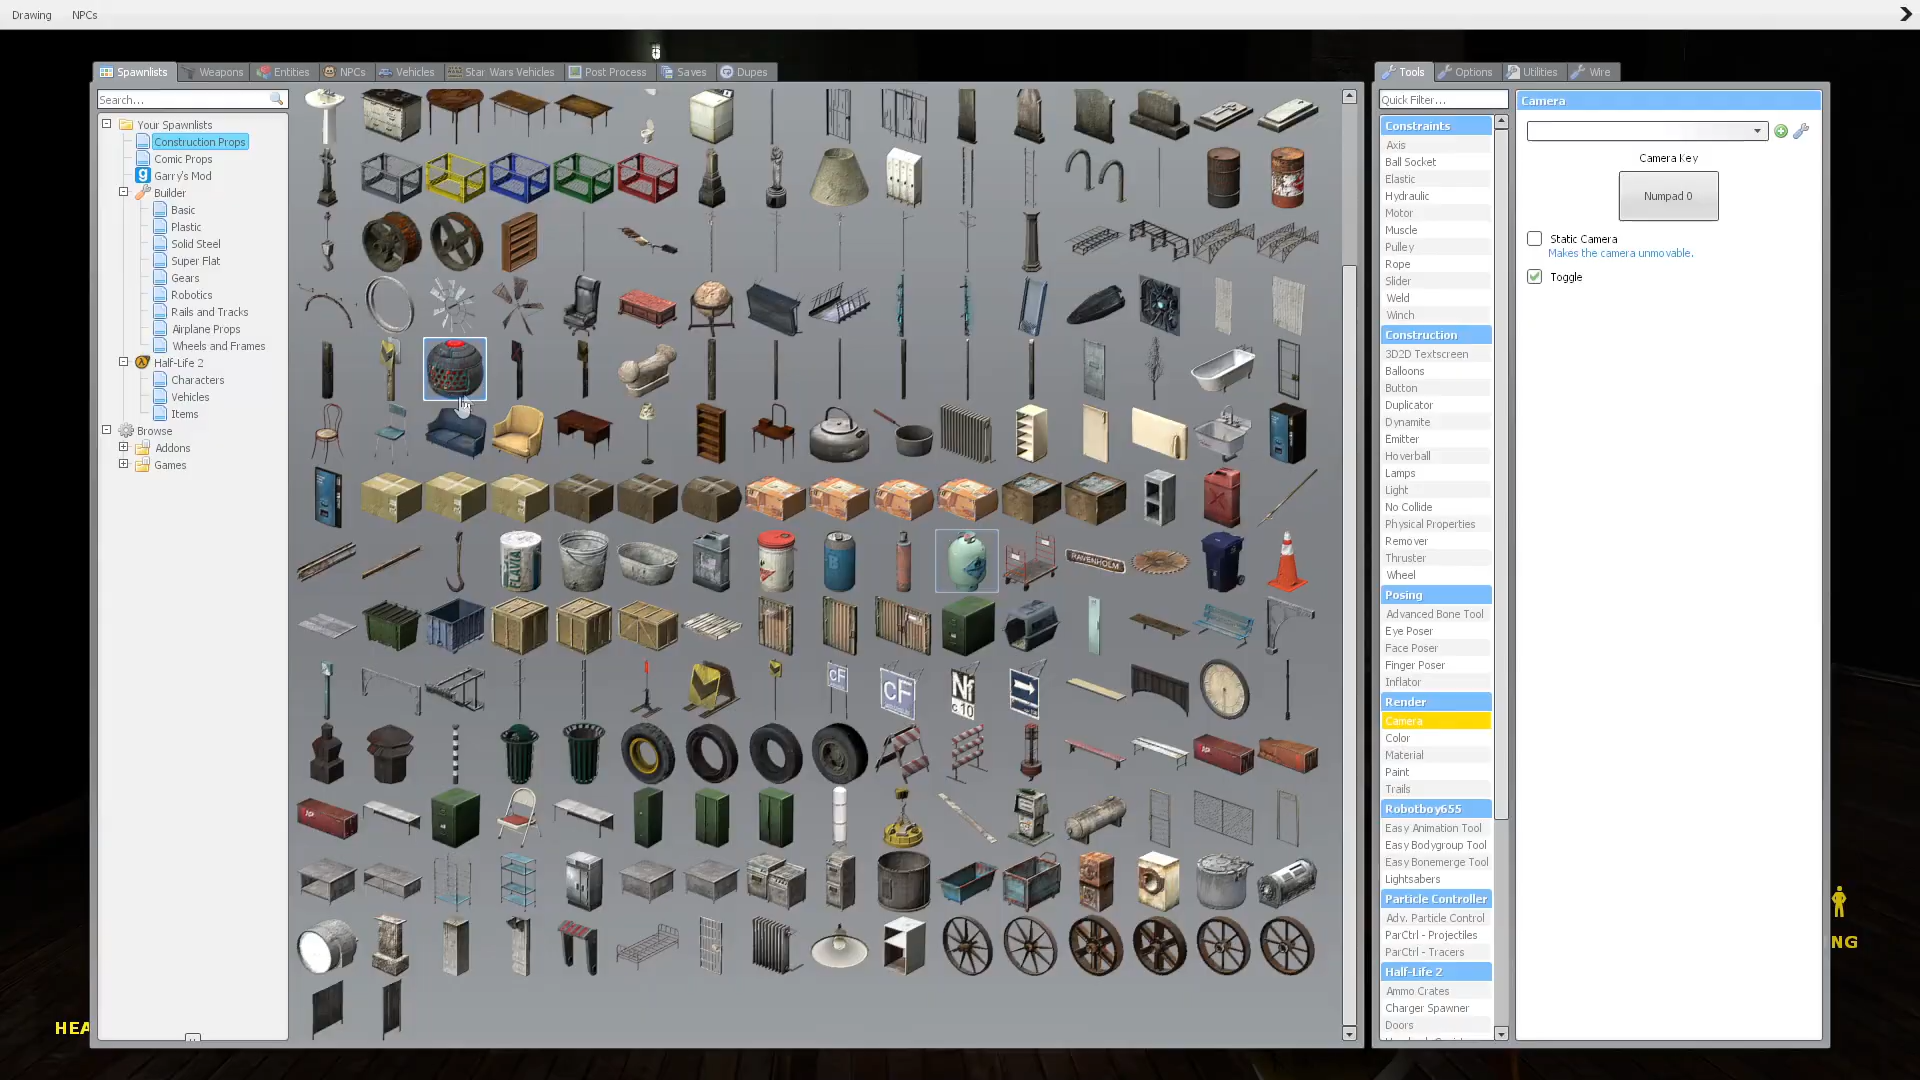 Drawing NPCs
Spawnlists Weapons Entities NPCs Vehicles Star Wars Vehicles Post Process Saves Dupes
Tools Options Utilities Wire
Search...
Your Spawnlists
Construction Props
Comic Props
Garry's Mod
Builder
Basic
Plastic
Solid Steel
Super Flat
Gears
Robotics
Rails and Tracks
Airplane Props
Wheels and Frames
Half-Life 2
Characters
Vehicles
Items
Browse
Addons
Games
RAVENHOLM
cF
cF
Nf
c 10
Quick Filter...
Constraints
Axis
Ball Socket
Elastic
Hydraulic
Motor
Muscle
Pulley
Rope
Slider
Weld
Winch
Construction
3D2D Textscreen
Balloons
Button
Duplicator
Dynamite
Emitter
Hoverball
Lamps
Light
No Collide
Physical Properties
Remover
Thruster
Wheel
Posing
Advanced Bone Tool
Eye Poser
Face Poser
Finger Poser
Inflator
Render
Camera
Color
Material
Paint
Trails
Robotboy655
Easy Animation Tool
Easy Bodygroup Tool
Easy Bonemerge Tool
Lightsabers
Particle Controller
Adv. Particle Control
ParCtrl - Projectiles
ParCtrl - Tracers
Half-Life 2
Ammo Crates
Charger Spawner
Doors
Camera
Camera Key
Numpad 0
Static Camera
Makes the camera unmovable.
Toggle
HEA
NG